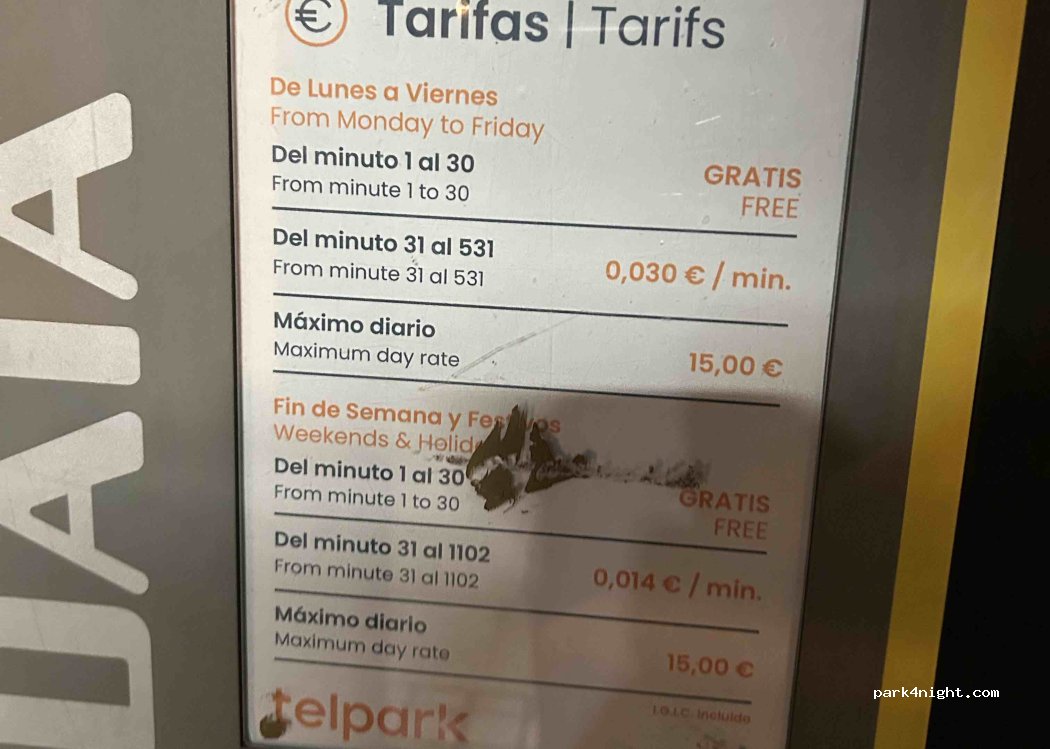 € Tarifas | Tarifs
De Lunes a Viernes
From Monday to Friday
Del minuto 1 al 30
From minute 1 to 30
GRATIS
FREE
Del minuto 31 al 531
From minute 31 al 531
0,030 € / min.
Máximo diario
Maximum day rate
15,00 €
Fin de Semana y
Weekends &
Del minuto 1 al 30
From minute 1 to 30
GRATIS
FREE
Del minuto 31 al 1102
From minute 31 al 1102
0,014 € / min.
Máximo diario
Maximum day rate
15,00 €
telpark
I.G.I.C. incluido
park4night.com